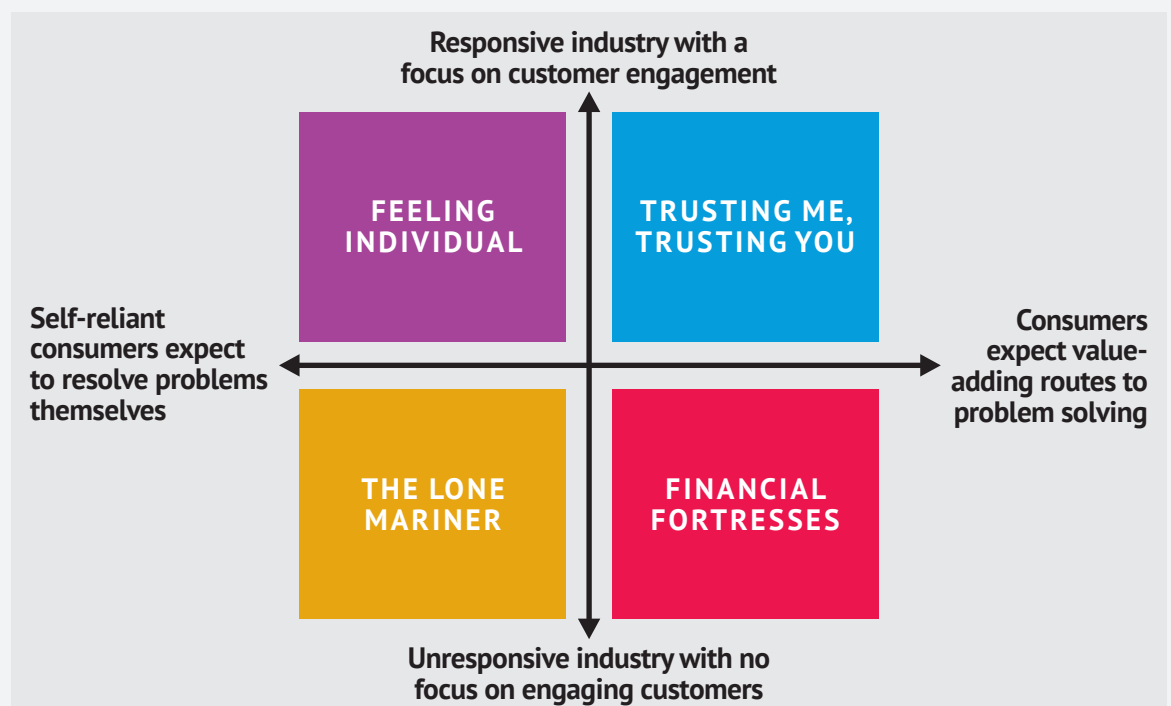 Responsive industry with a
focus on customer engagement
FEELING
INDIVIDUAL
TRUSTING ME,
TRUSTING YOU
Self-reliant
consumers expect
to resolve problems
themselves
Consumers
expect value-
adding routes to
problem solving
THE LONE
MARINER
FINANCIAL
FORTRESSES
Unresponsive industry with no
focus on engaging customers